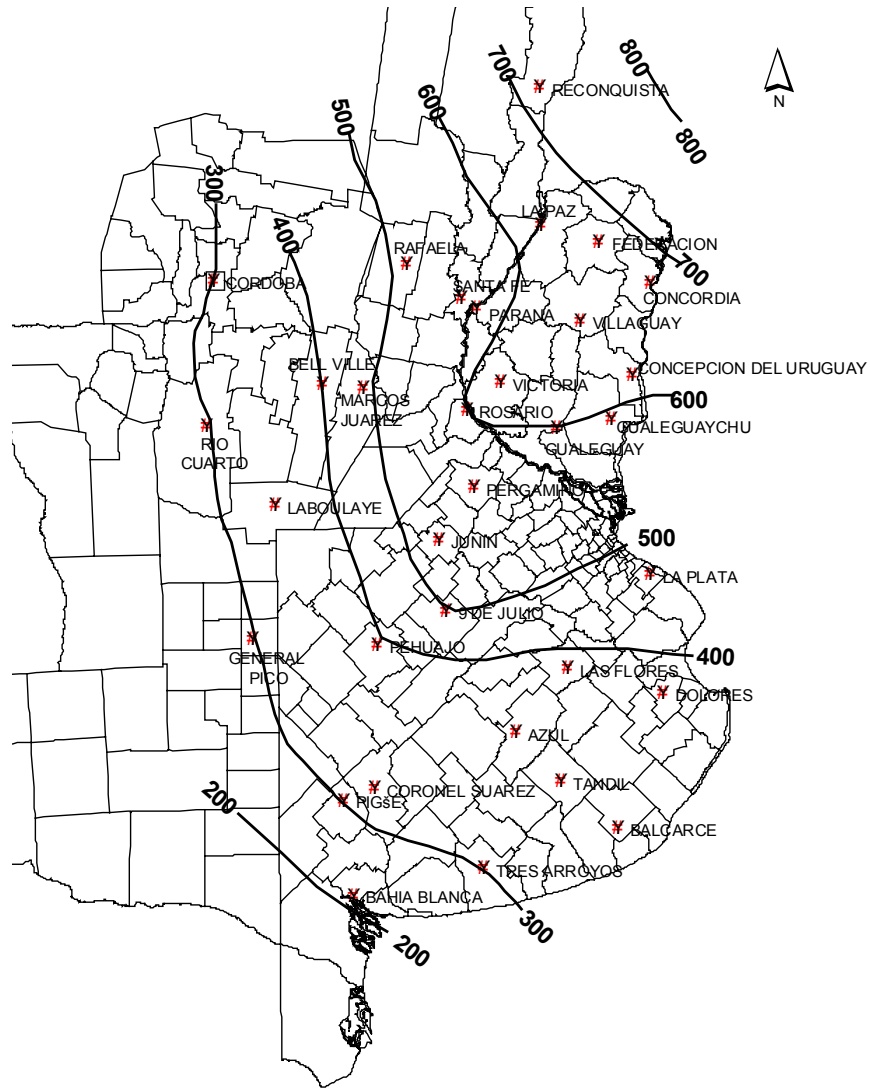 800
700
RECONQUISTA
N
600
500
800
300
LA PAZ
400
RAFAELA
FEDERACION
700
CORDOBA
SANTA FE
CONCORDIA
PARANA
VILLAGUAY
BELL VILLE
CONCEPCION DEL URUGUAY
MARCOS
JUAREZ
VICTORIA
600
ROSARIO
GUALEGUAYCHU
RIO
CUARTO
GUALEGUAY
PERGAMINO
LABOULAYE
JUNIN
500
LA PLATA
9 DE JULIO
PEHUAJO
GENERAL
PICO
400
LAS FLORES
DOLORES
AZUL
200
CORONEL SUAREZ
TANDIL
PIGšE
BALCARCE
TRES ARROYOS
BAHIA BLANCA
300
200